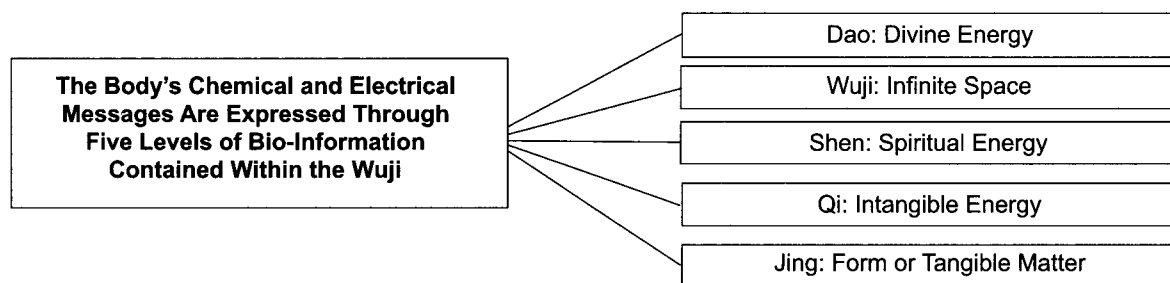 The Body's Chemical and Electrical
Messages Are Expressed Through
Five Levels of Bio-Information
Contained Within the Wuji
Dao: Divine Energy
Wuji: Infinite Space
Shen: Spiritual Energy
Qi: Intangible Energy
Jing: Form or Tangible Matter